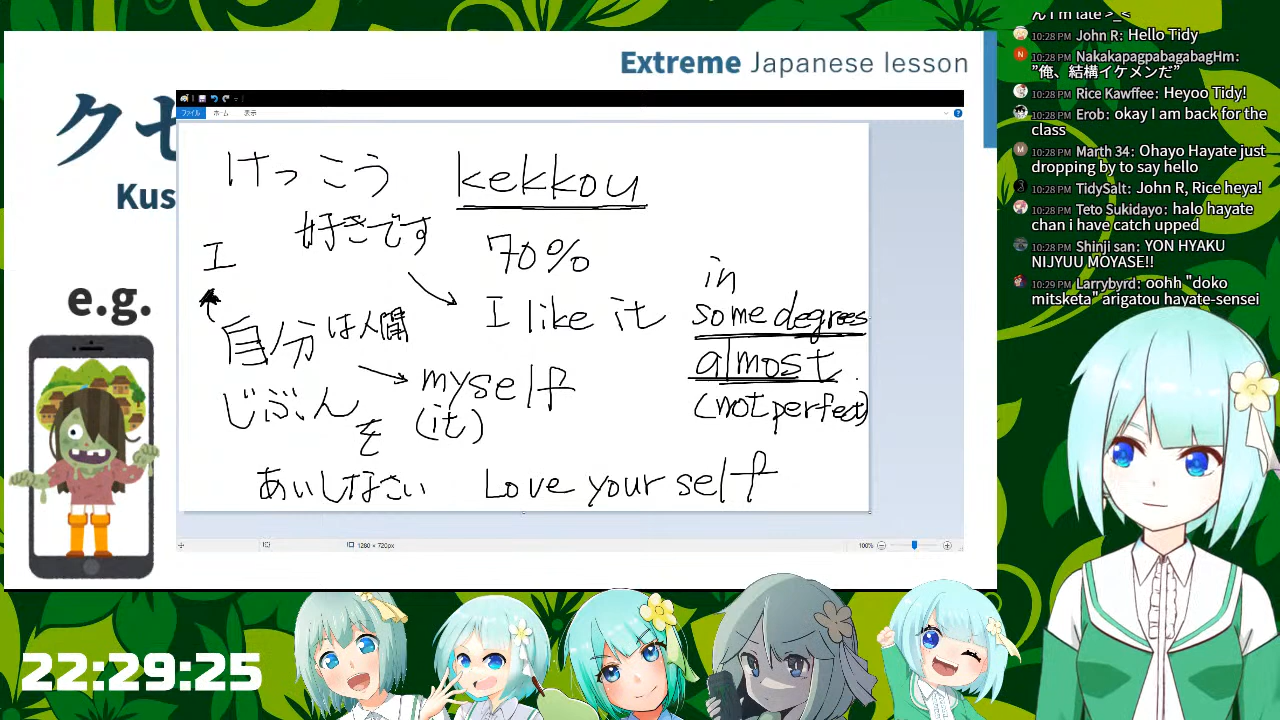 Extreme Japanese lesson
クセ
Kus
e.g.
ファイル ホーム 表示
けっこう kekkou
好きです
70%
I
I like it
in
some degrees
almost
(not perfect)
自分は人間
じぶん
を
myself
(it)
あいしなさい Love your self
1280 × 720px
100%
22:29:25
ん I'm late >_<
10:28 PM John R: Hello Tidy
10:28 PM NakakapagpabagabagHm:
”俺、結構イケメンだ”
10:28 PM Rice Kawffee: Heyoo Tidy!
10:28 PM Erob: okay I am back for the
class
10:28 PM Marth 34: Ohayo Hayate just
dropping by to say hello
10:28 PM TidySalt: John R, Rice heya!
10:28 PM Teto Sukidayo: halo hayate
chan i have catch upped
10:28 PM Shinji san: YON HYAKU
NIJYUU MOYASE!!
10:29 PM Larrybyrd: oohh "doko
mitsketa" arigatou hayate-sensei